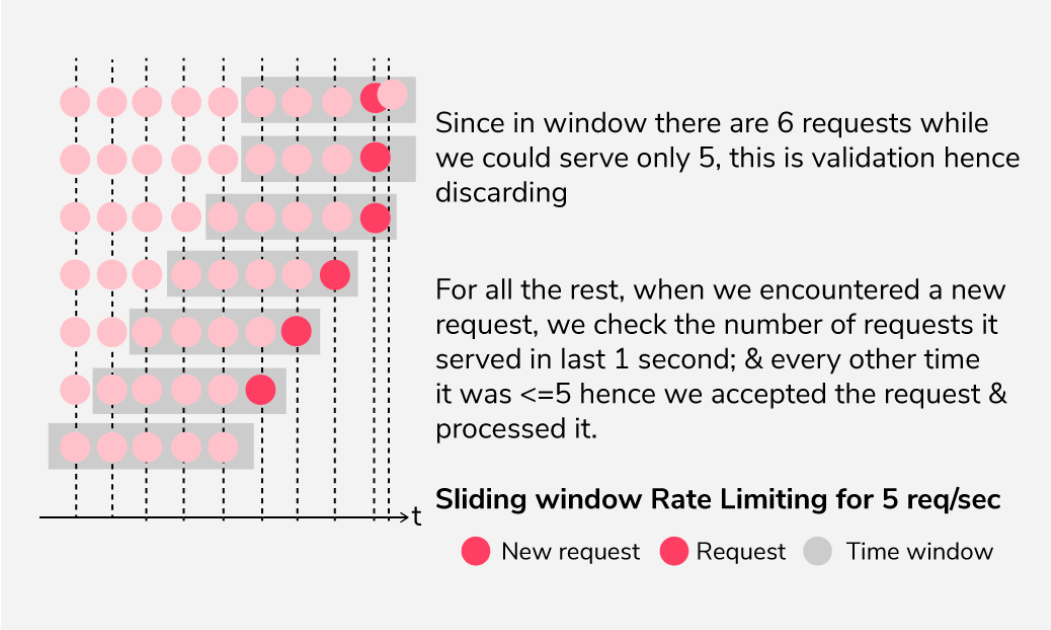 Since in window there are 6 requests while
we could serve only 5, this is validation hence
discarding
For all the rest, when we encountered a new
request, we check the number of requests it
served in last 1 second; & every other time
it was <=5 hence we accepted the request &
processed it.
t
Sliding window Rate Limiting for 5 req/sec
New request Request Time window